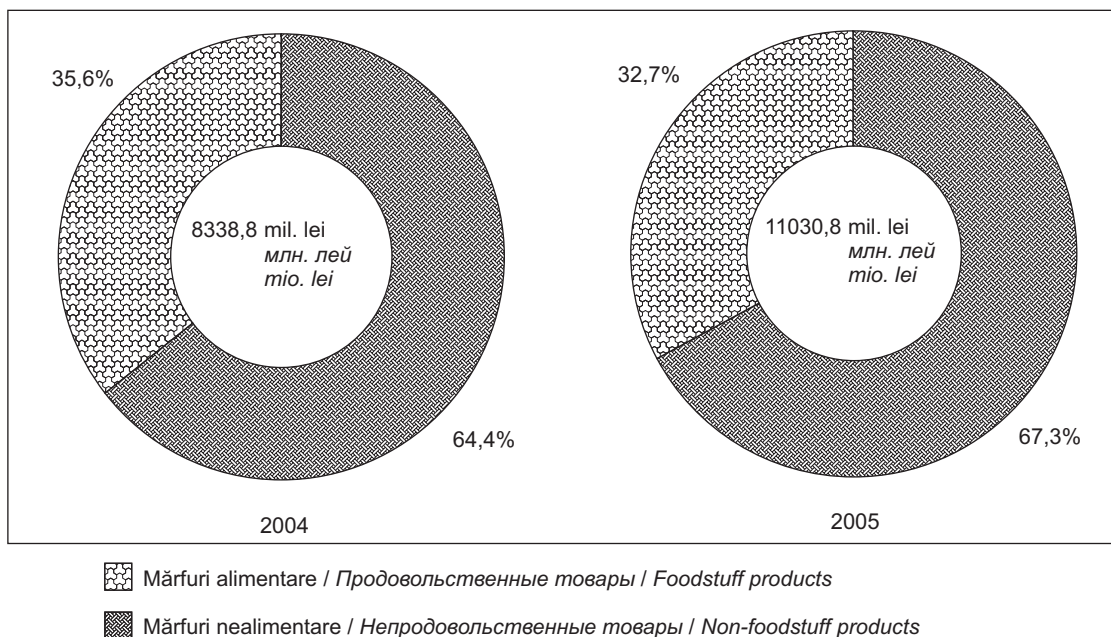 35,6%
32,7%
8338,8 mil. lei
млн. лей
mio. lei
11030,8 mil. lei
млн. лей
mio. lei
64,4%
67,3%
2004
2005
Mărfuri alimentare / Продовольственные товары / Foodstuff products
Mărfuri nealimentare / Непродовольственные товары / Non-foodstuff products